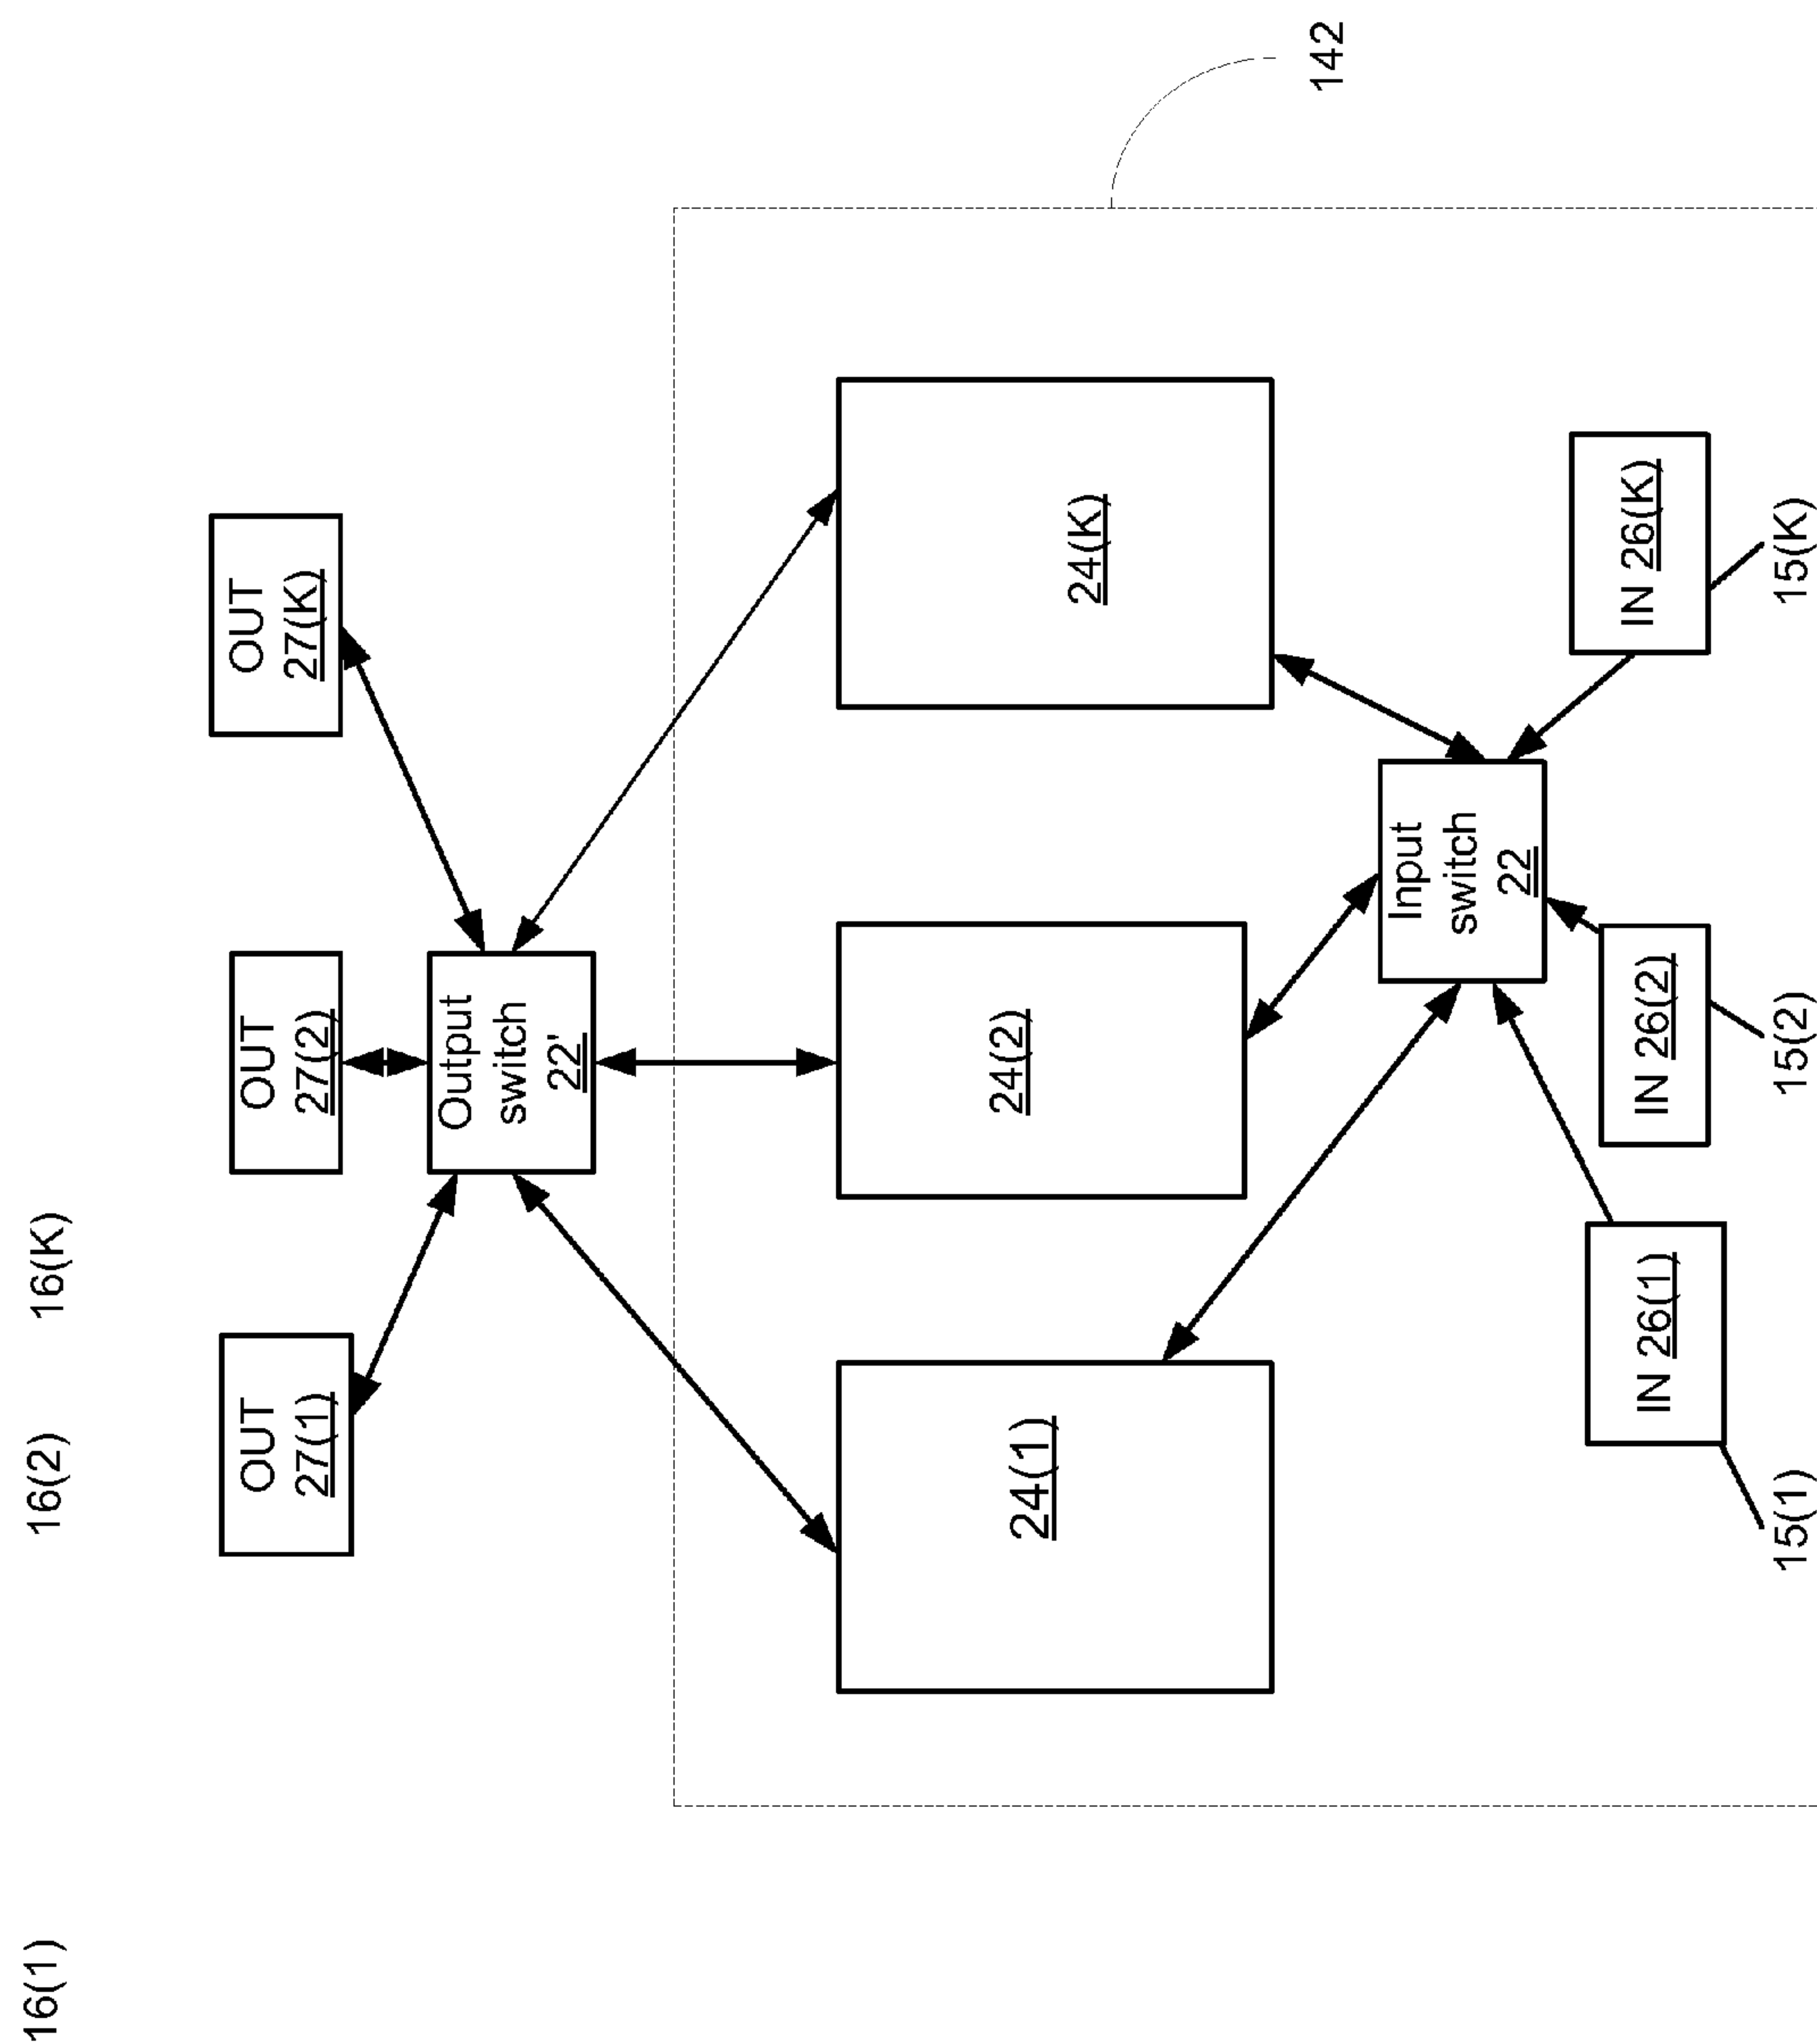 16(1)
16(2)
16(K)
OUT
27(1)
OUT
27(2)
OUT
27(K)
Output
switch
22'
24(1)
24(2)
24(K)
142
Input
switch
22
IN 26(1)
IN 26(2)
IN 26(K)
15(1)
15(2)
15(K)